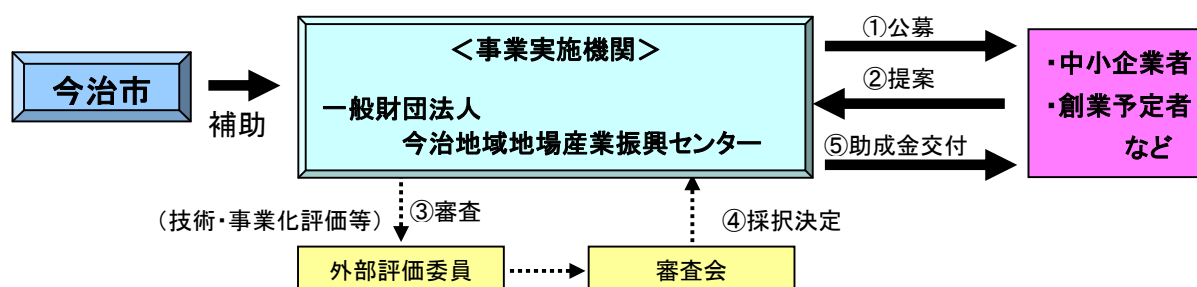 今治市
補助
＜事業実施機関＞
一般財団法人
今治地域地場産業振興センター
①公募
②提案
⑤助成金交付
・中小企業者
・創業予定者
など
（技術・事業化評価等）
③審査
④採択決定
外部評価委員
審査会